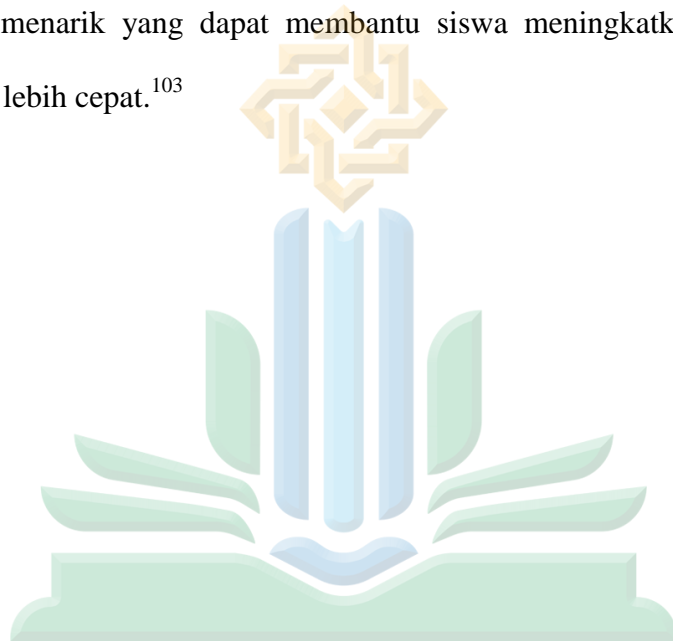 menarik yang dapat membantu siswa meningkatk
lebih cepat.103